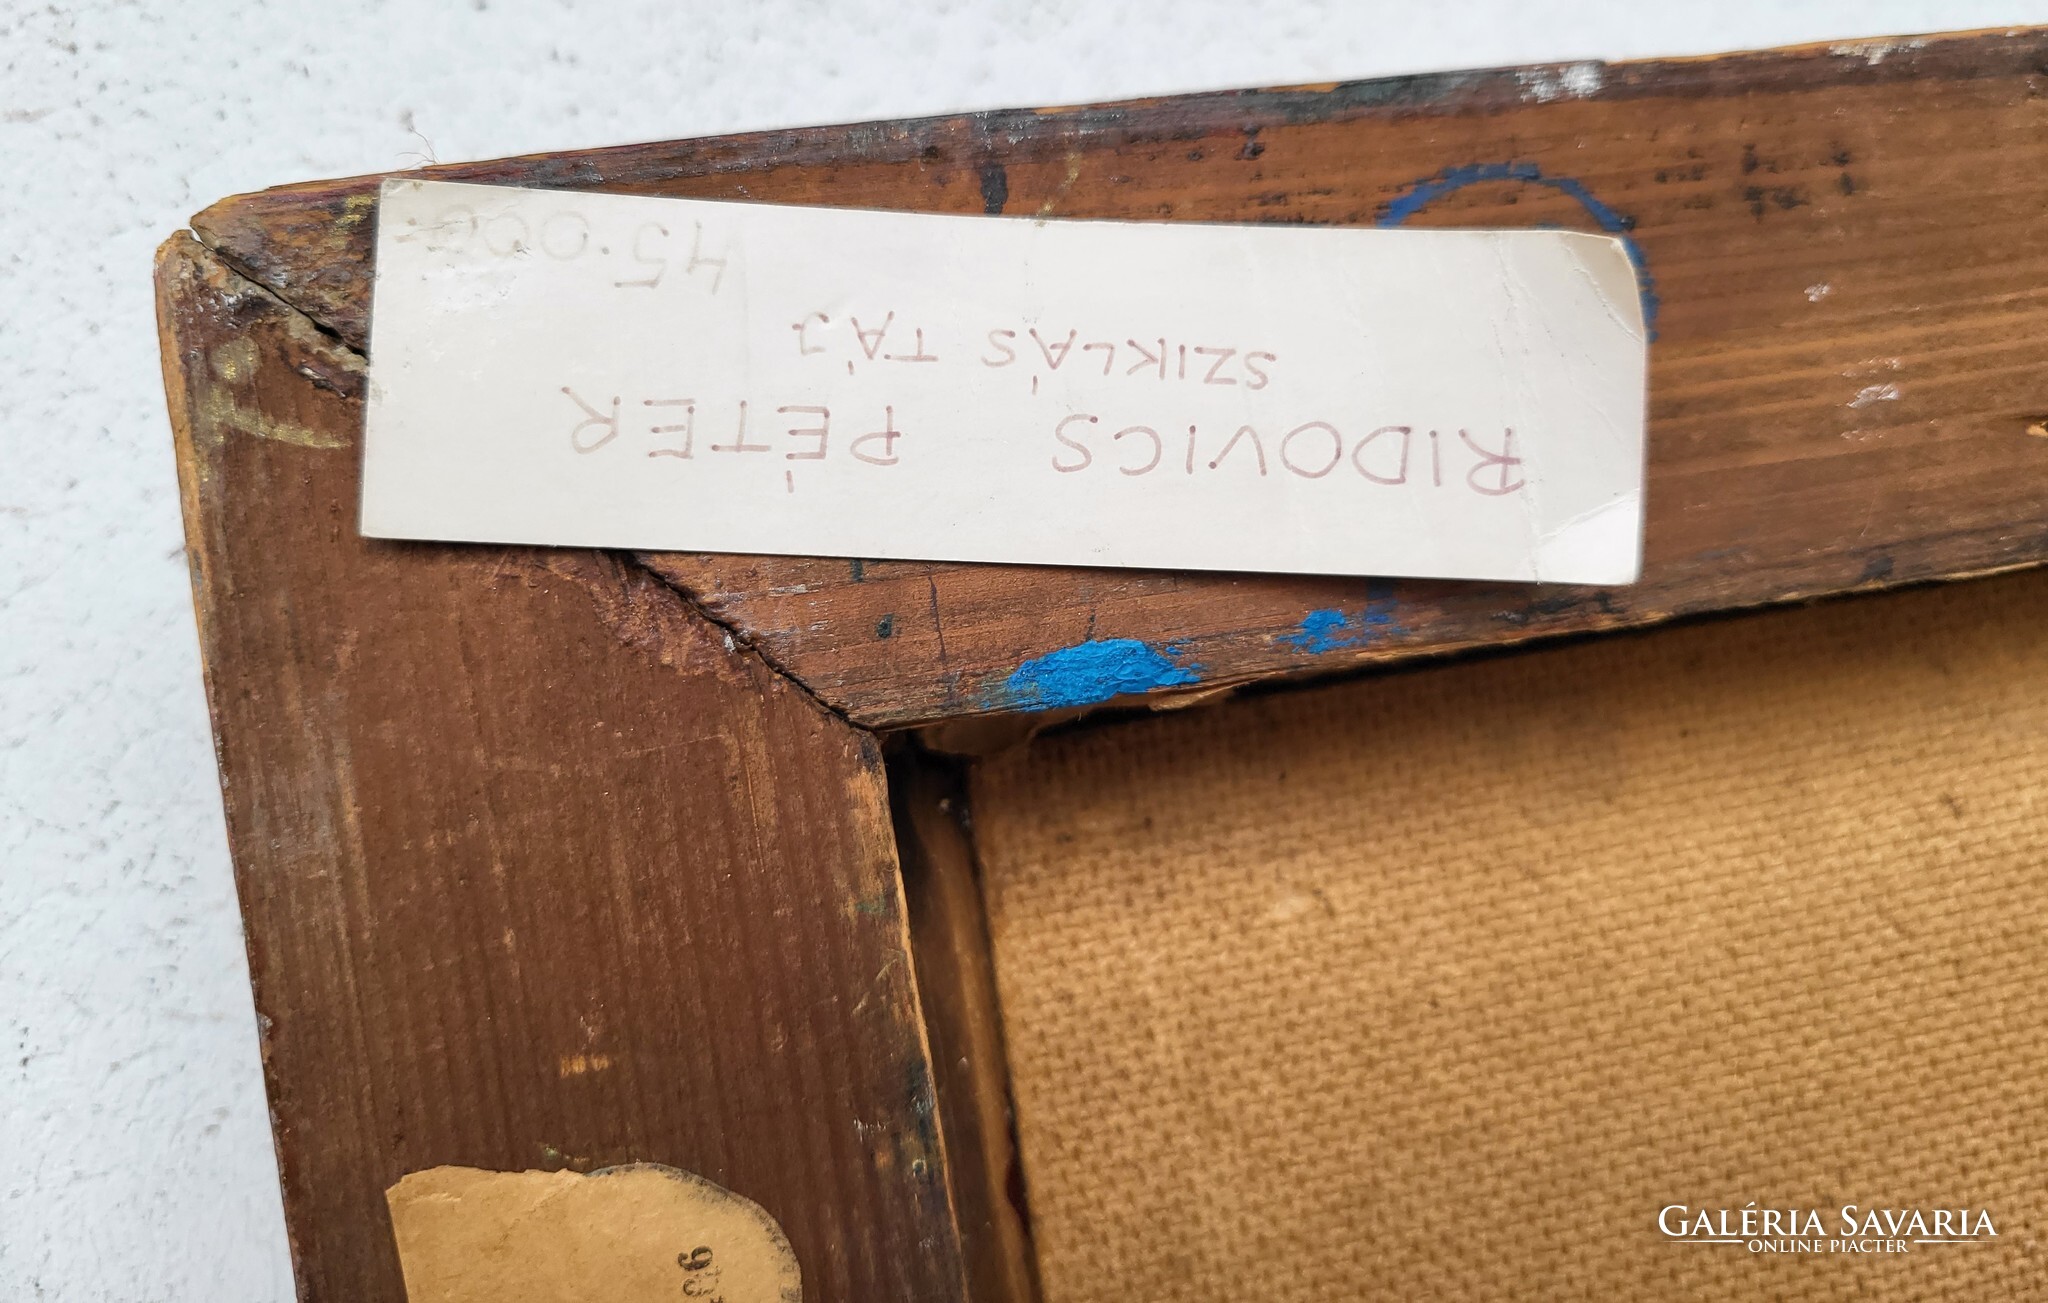 RIDOVICS PÉTER
SZIKLÁS TÁJ
45.000.-
GALÉRIA SAVARIA
ONLINE PIACTÉR